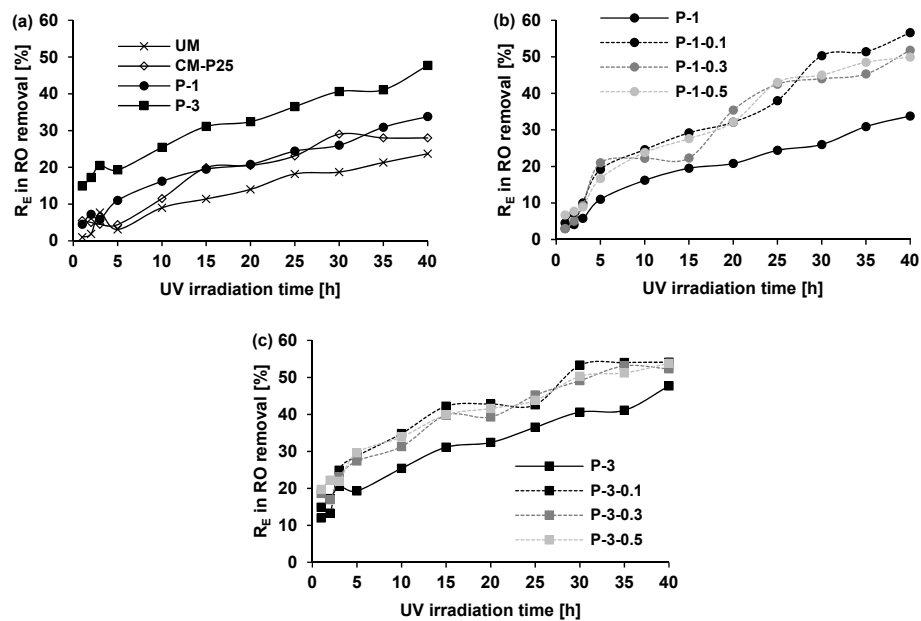 (a)
R_E in RO removal [%]
60
50
40
30
20
10
0
UM
CM-P25
P-1
P-3
0 5 10 15 20 25 30 35 40
UV irradiation time [h]
(b)
R_E in RO removal [%]
60
50
40
30
20
10
0
P-1
P-1-0.1
P-1-0.3
P-1-0.5
0 5 10 15 20 25 30 35 40
UV irradiation time [h]
(c)
R_E in RO removal [%]
60
50
40
30
20
10
0
P-3
P-3-0.1
P-3-0.3
P-3-0.5
0 5 10 15 20 25 30 35 40
UV irradiation time [h]